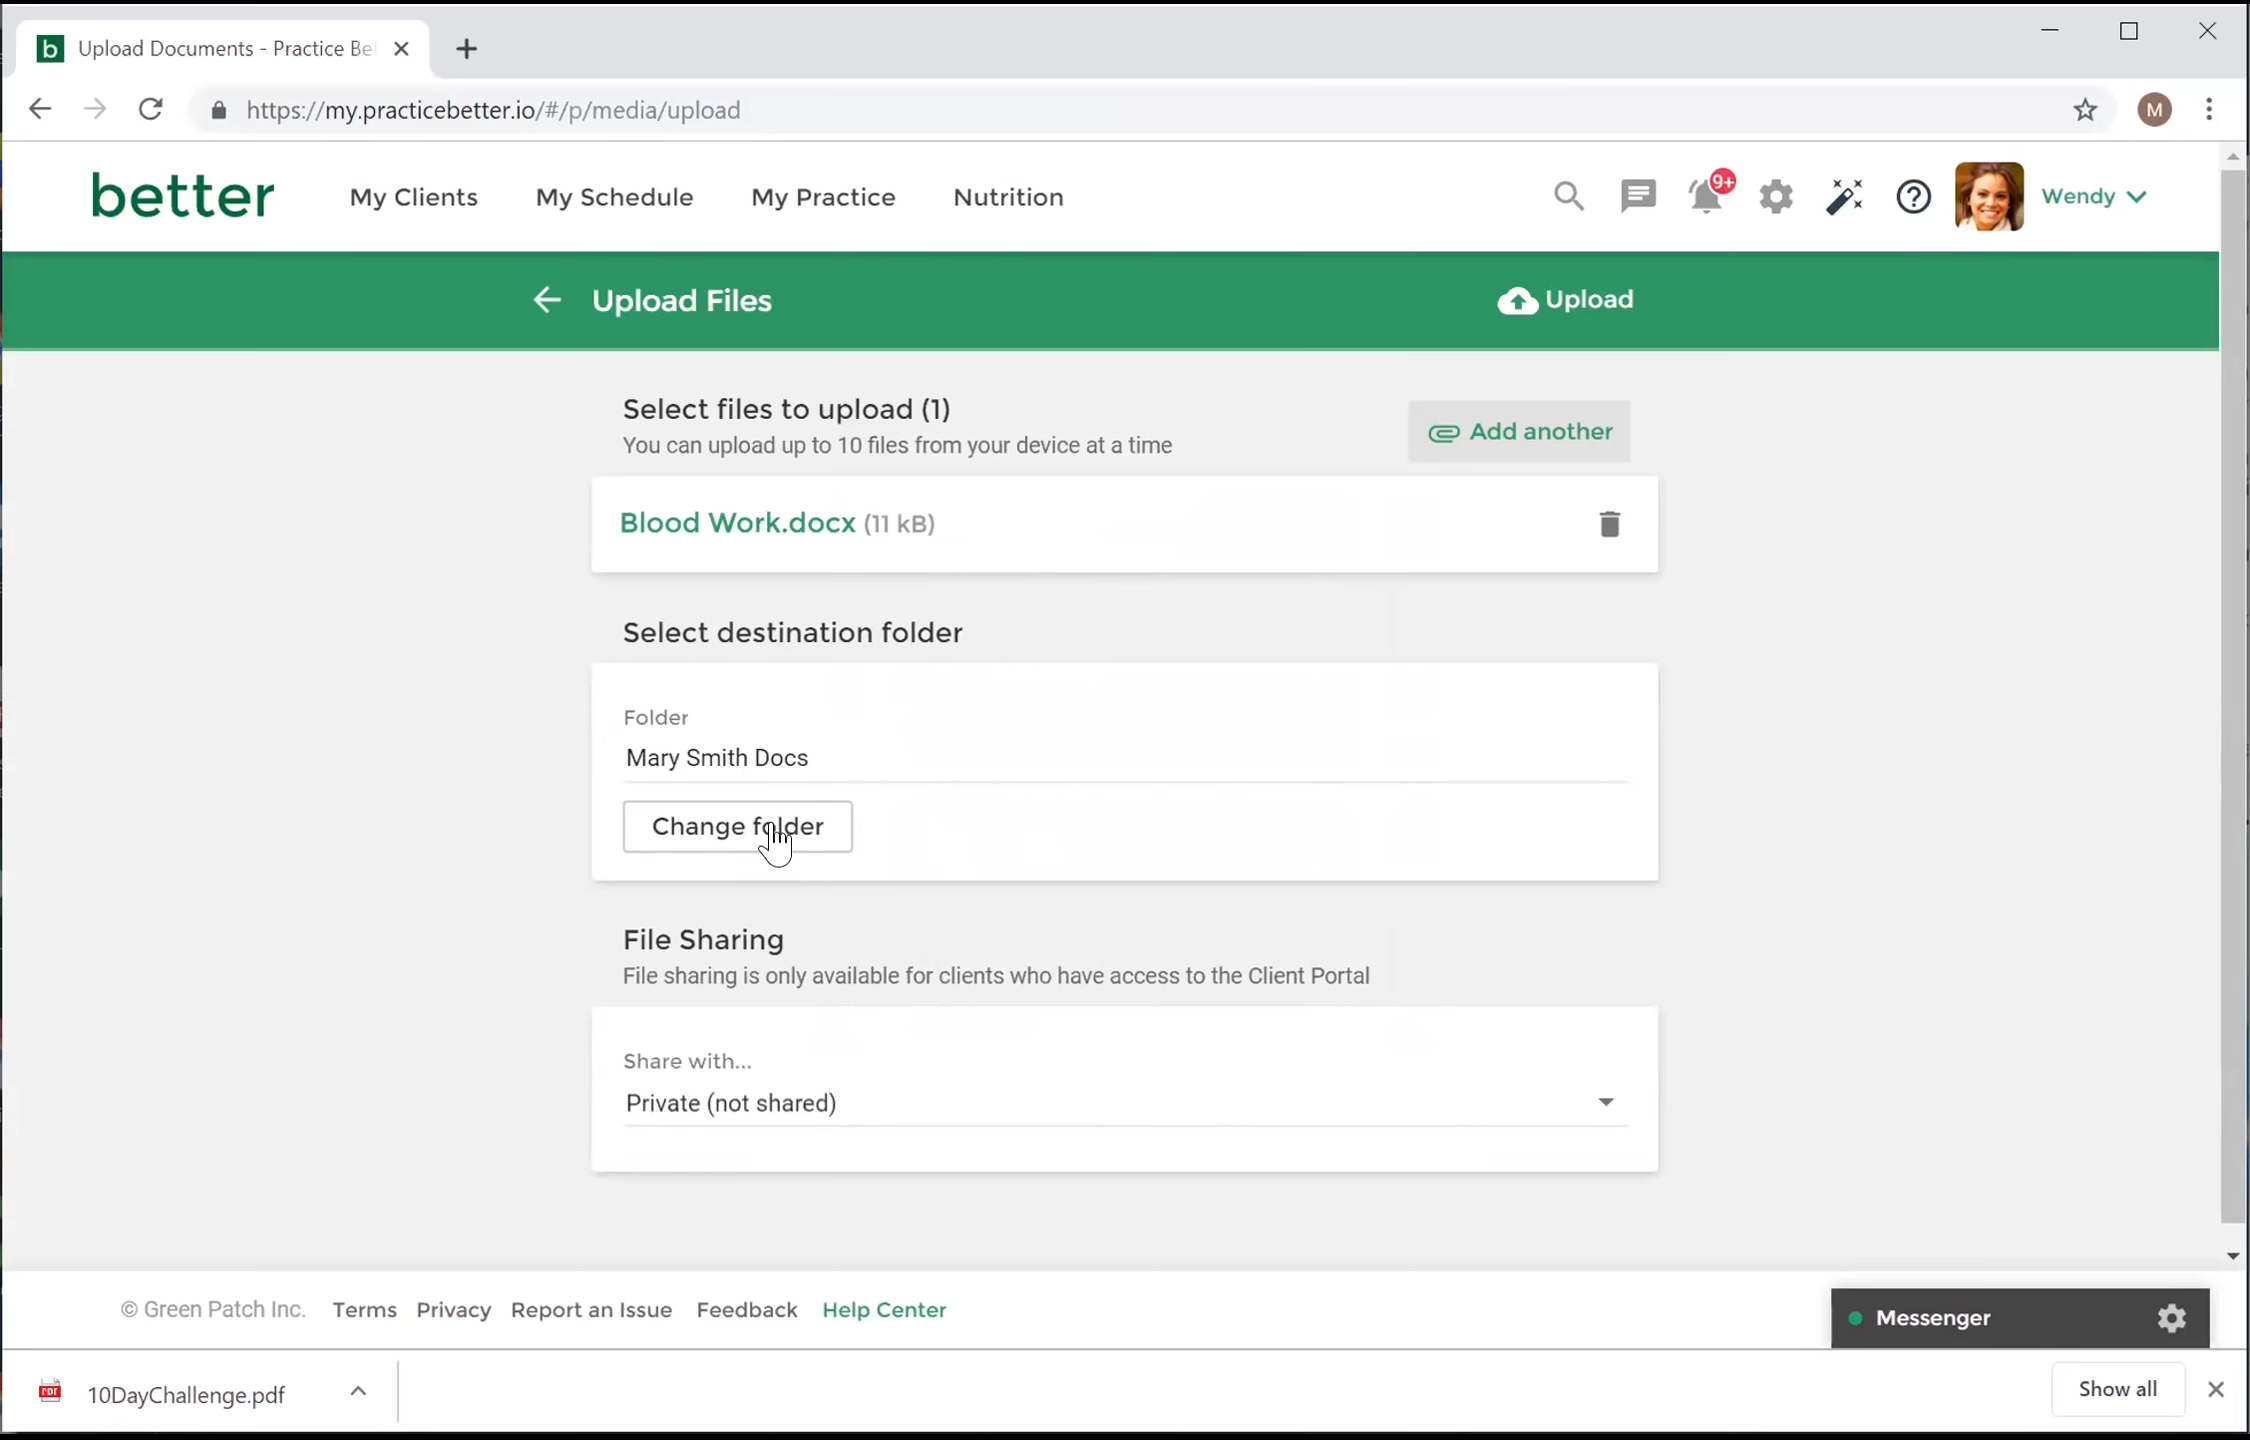 b Upload Documents - Practice Be
https://my.practicebetter.io/#/p/media/upload
M
better My Clients My Schedule My Practice Nutrition 9+ Wendy
Upload Files Upload
Select files to upload (1)
You can upload up to 10 files from your device at a time
Add another
Blood Work.docx (11 kB)
Select destination folder
Folder
Mary Smith Docs
Change folder
File Sharing
File sharing is only available for clients who have access to the Client Portal
Share with...
Private (not shared)
© Green Patch Inc. Terms Privacy Report an Issue Feedback Help Center
Messenger
PDF 10DayChallenge.pdf Show all